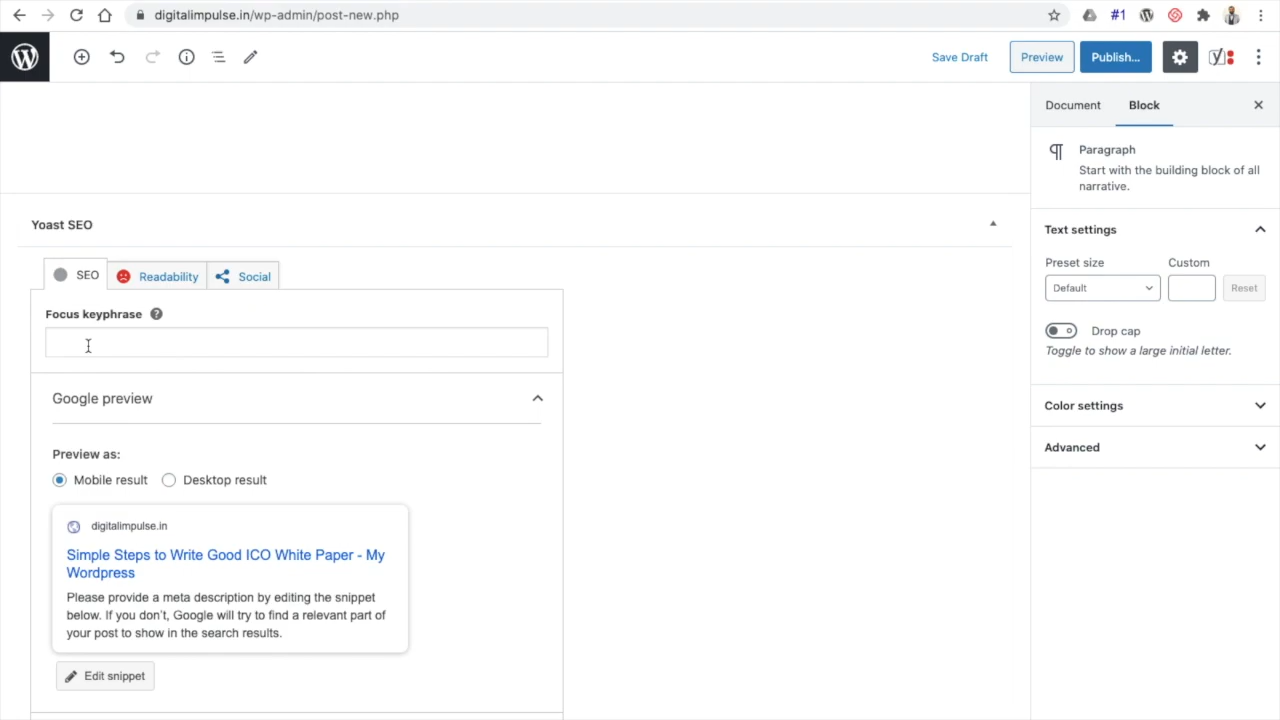 digitalimpulse.in/wp-admin/post-new.php
#1
Save Draft
Preview
Publish...
Document
Block
Paragraph
Start with the building block of all
narrative.
Yoast SEO
Text settings
SEO
Readability
Social
Preset size
Custom
Default
Reset
Focus keyphrase
Drop cap
Toggle to show a large initial letter.
Google preview
Color settings
Advanced
Preview as:
Mobile result
Desktop result
digitalimpulse.in
Simple Steps to Write Good ICO White Paper - My
Wordpress
Please provide a meta description by editing the snippet
below. If you don't, Google will try to find a relevant part of
your post to show in the search results.
Edit snippet